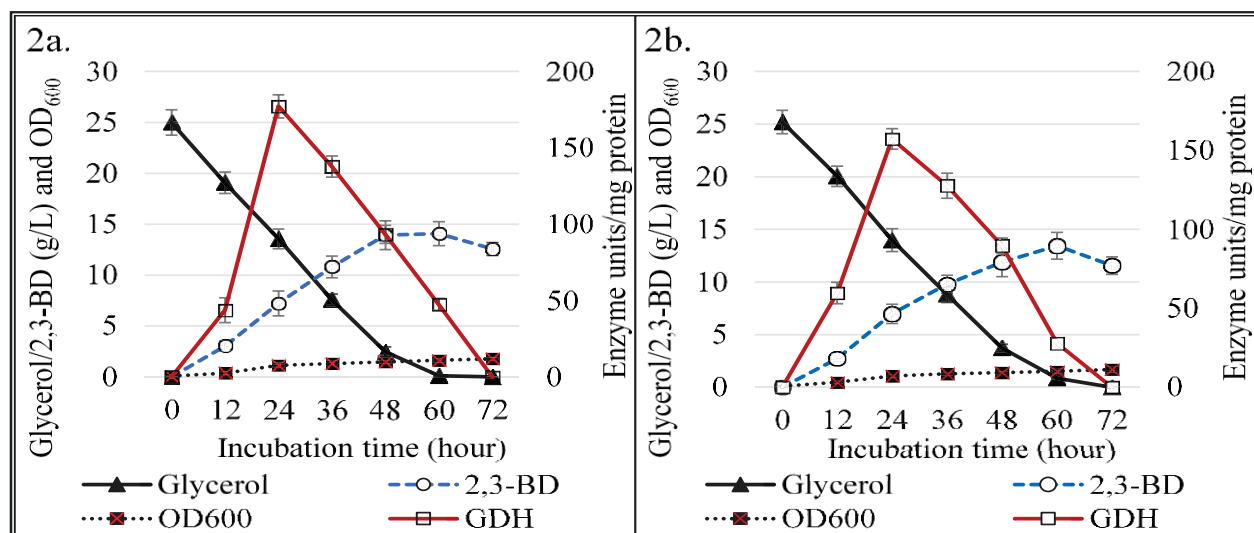 2a.
Glycerol/2,3-BD (g/L) and OD600
30
25
20
15
10
5
0
200
150
100
50
0
Enzyme units/mg protein
0 12 24 36 48 60 72
Incubation time (hour)
Glycerol 2,3-BD
OD600 GDH
2b.
Glycerol/2,3-BD (g/L) and OD600
30
25
20
15
10
5
0
200
150
100
50
0
Enzyme units/mg protein
0 12 24 36 48 60 72
Incubation time (hour)
Glycerol 2,3-BD
OD600 GDH